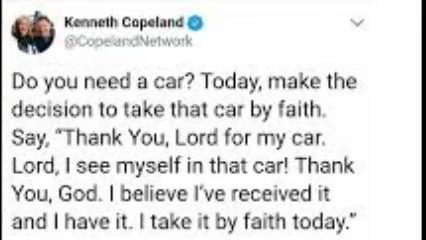 Kenneth Copeland
@CopelandNetwork
Do you need a car? Today, make the
decision to take that car by faith.
Say, “Thank You, Lord for my car.
Lord, I see myself in that car! Thank
You, God. I believe I’ve received it
and I have it. I take it by faith today.”